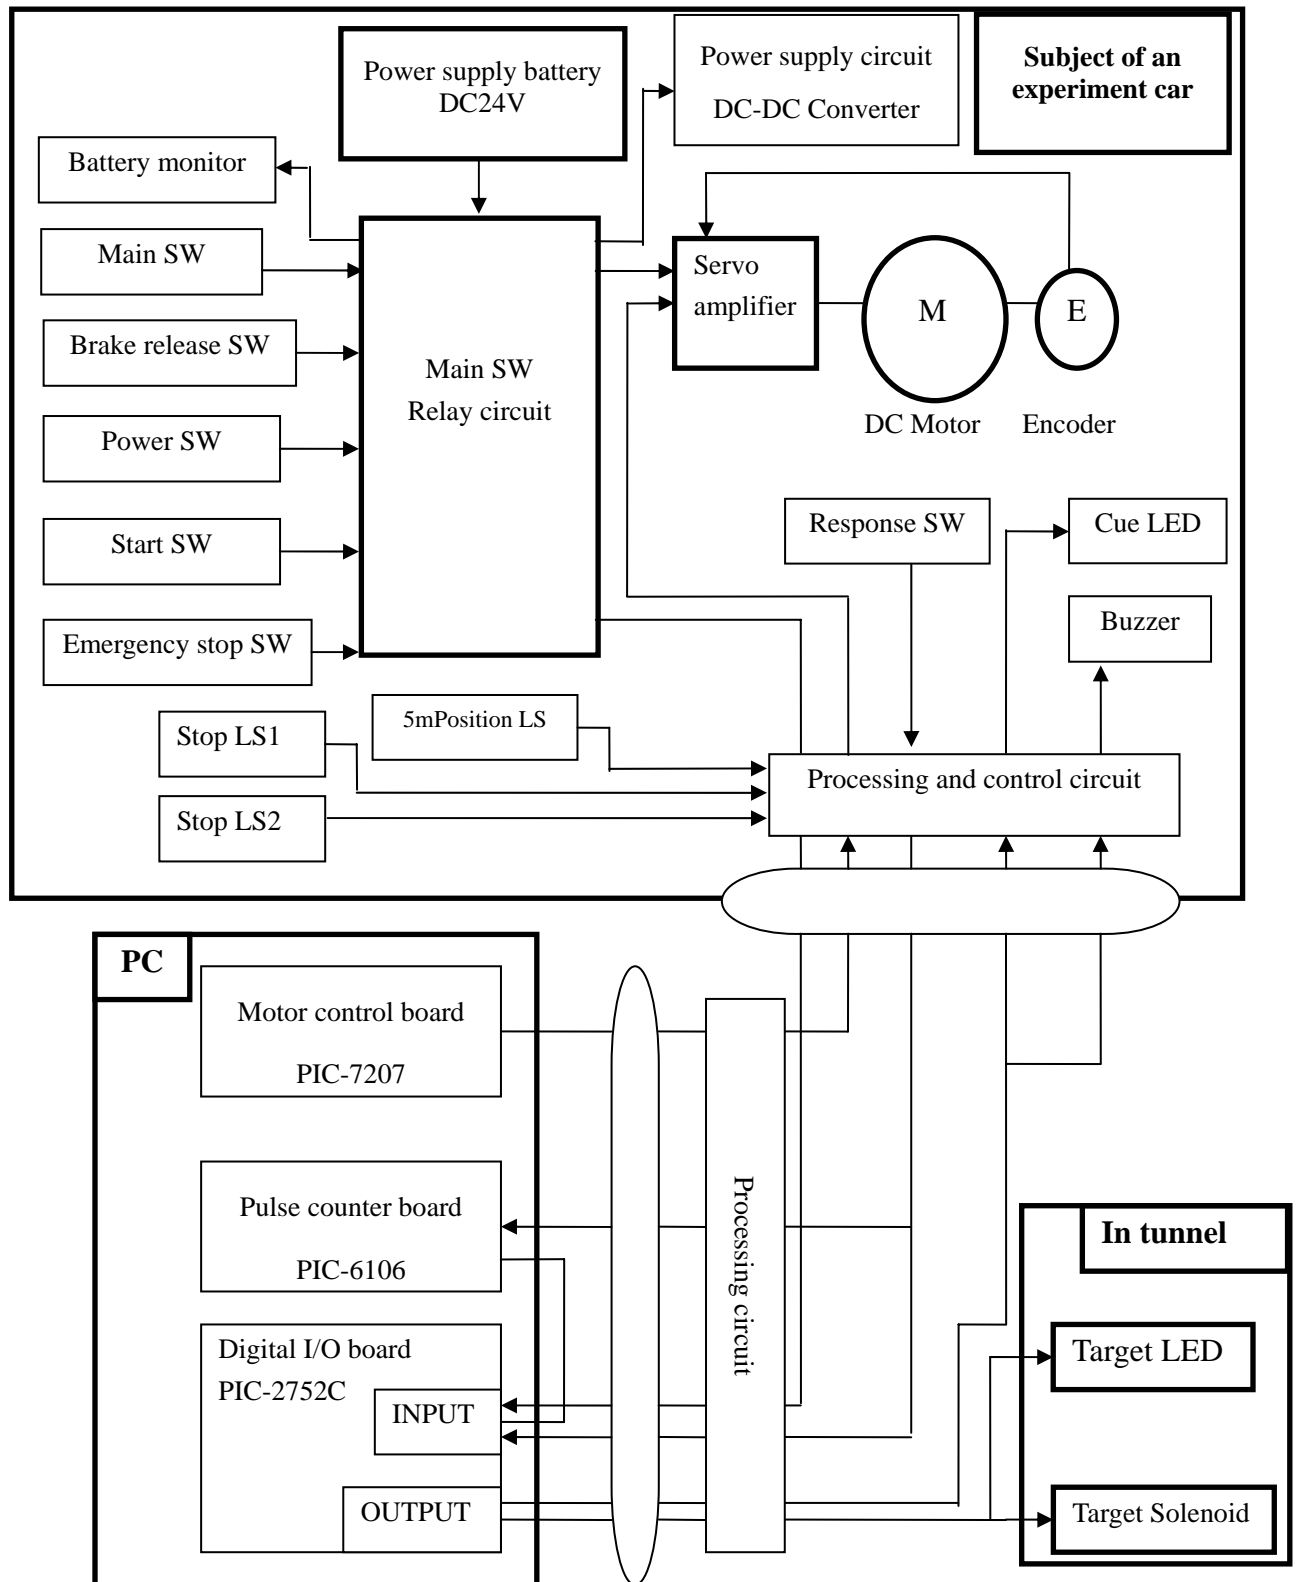 Power supply battery
DC24V
Power supply circuit
DC-DC Converter
Subject of an
experiment car
Battery monitor
Main SW
Brake release SW
Power SW
Start SW
Emergency stop SW
Main SW
Relay circuit
Servo
amplifier
M
E
DC Motor
Encoder
Response SW
Cue LED
Buzzer
5mPosition LS
Stop LS1
Stop LS2
Processing and control circuit
PC
Motor control board
PIC-7207
Pulse counter board
PIC-6106
Digital I/O board
PIC-2752C
INPUT
OUTPUT
Processing circuit
In tunnel
Target LED
Target Solenoid